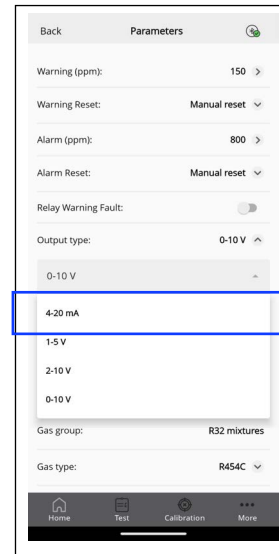 Back Parameters
Warning (ppm): 150
Warning Reset: Manual reset
Alarm (ppm): 800
Alarm Reset: Manual reset
Relay Warning Fault:
Output type: 0-10 V
0-10 V
4-20 mA
1-5 V
2-10 V
0-10 V
Gas group: R32 mixtures
Gas type: R454C
Home Test Calibration More